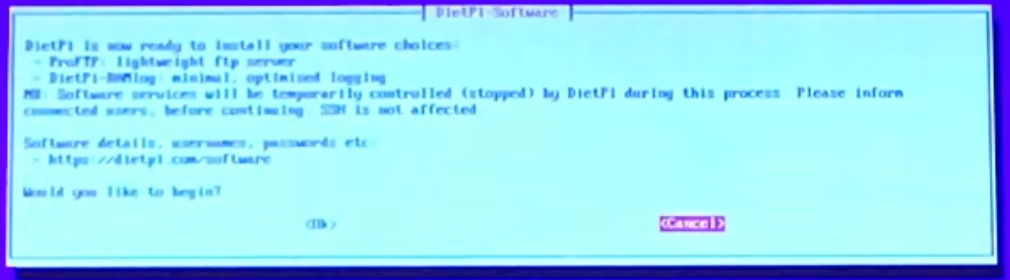 DietPi-Software
DietPi is now ready to install your software choices:
- ProFTP: lightweight ftp server
- DietPi-RAMlog: minimal, optimised logging
NB: Software services will be temporarily controlled (stopped) by DietPi during this process. Please inform
connected users, before continuing. SSH is not affected.
Software details, usernames, passwords etc:
- https://dietpi.com/software
Would you like to begin?
<Ok>
<Cancel>